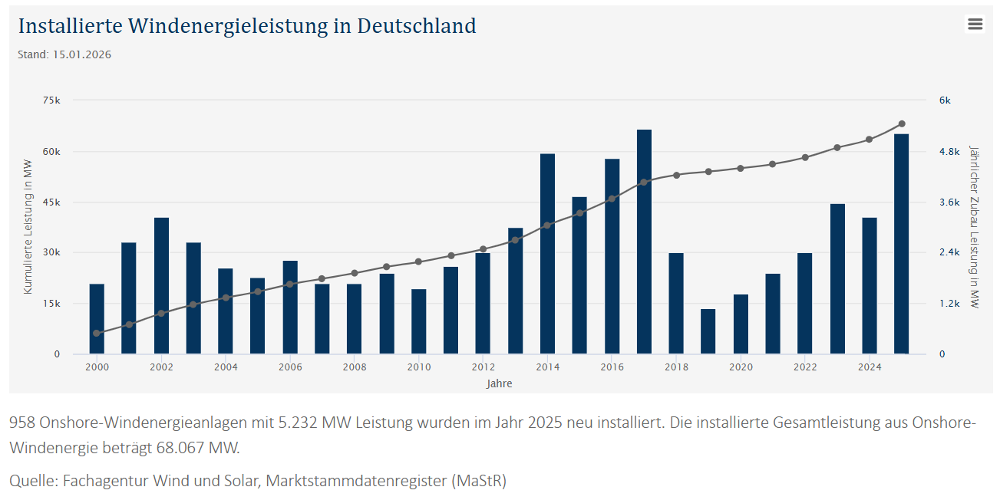 Installierte Windenergieleistung in Deutschland
Stand: 15.01.2026
75k
60k
45k
30k
15k
0
Kumulierte Leistung in MW
6k
4.8k
3.6k
2.4k
1.2k
0
Jährlicher Zubau Leistung in MW
2000 2002 2004 2006 2008 2010 2012 2014 2016 2018 2020 2022 2024
Jahre
958 Onshore-Windenergieanlagen mit 5.232 MW Leistung wurden im Jahr 2025 neu installiert. Die installierte Gesamtleistung aus Onshore-
Windenergie beträgt 68.067 MW.
Quelle: Fachagentur Wind und Solar, Marktstammdatenregister (MaStR)